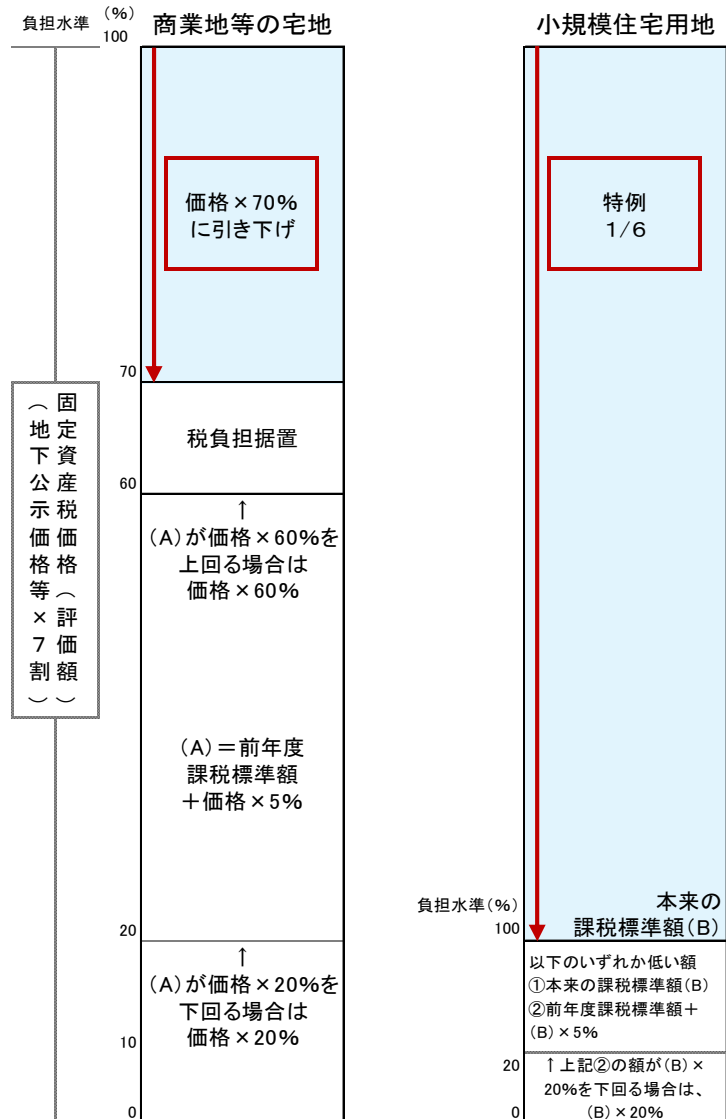 負担水準
(%)
100
商業地等の宅地
価格×70%
に引き下げ
70
税負担据置
60
↑
(A)が価格×60%を
上回る場合は
価格×60%
(A)=前年度
課税標準額
+価格×5%
20
↑
(A)が価格×20%を
下回る場合は
価格×20%
10
0
固定資産税価格(評価額)
(地下公示価格等×7割)
小規模住宅用地
特例
1/6
本来の
課税標準額(B)
負担水準(%)
100
以下のいずれか低い額
①本来の課税標準額(B)
②前年度課税標準額+
(B)×5%
20
↑上記②の額が(B)×
20%を下回る場合は、
(B)×20%
0